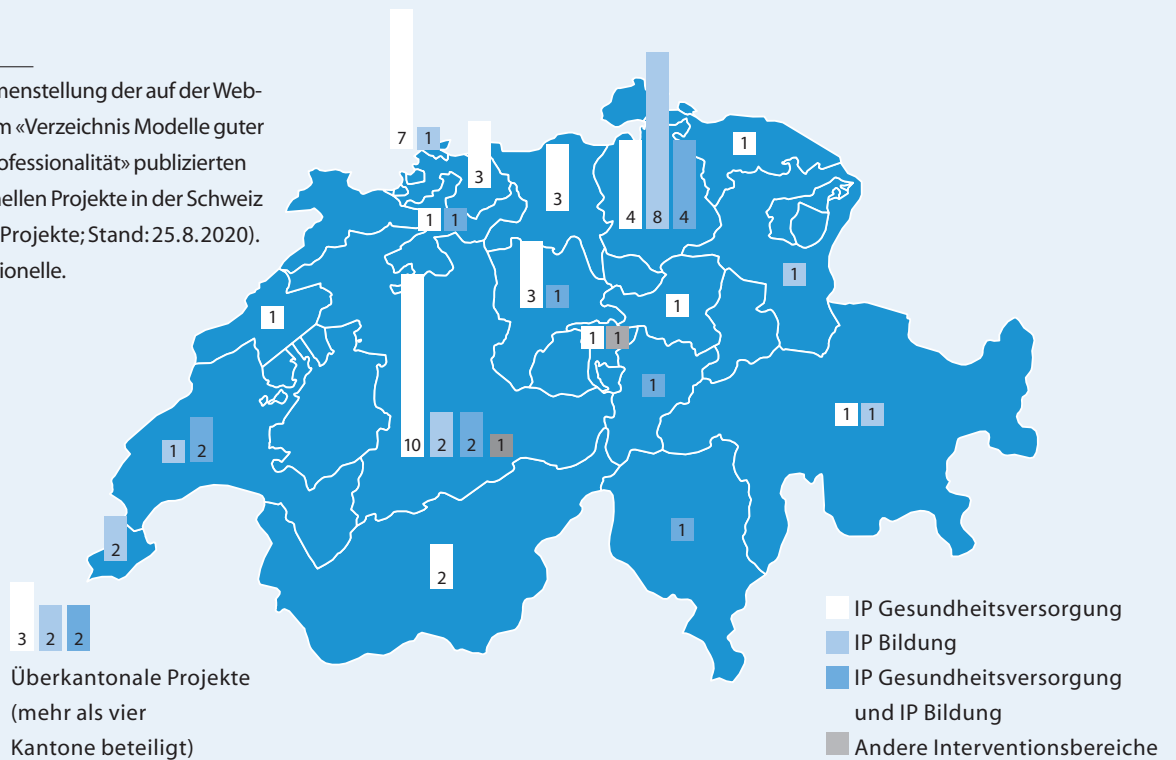 menstellung der auf der Web-
m «Verzeichnis Modelle guter
ofessionalität» publizierten
nellen Projekte in der Schweiz
Projekte; Stand: 25.8.2020).
ionelle.
7 1
3
3
4 8 4
1
1 1
1
3 1
1
1
1 1
1
1 1
10 2 2 1
1 2
2
1
2
3 2 2
Überkantonale Projekte
(mehr als vier
Kantone beteiligt)
IP Gesundheitsversorgung
IP Bildung
IP Gesundheitsversorgung
und IP Bildung
Andere Interventionsbereiche